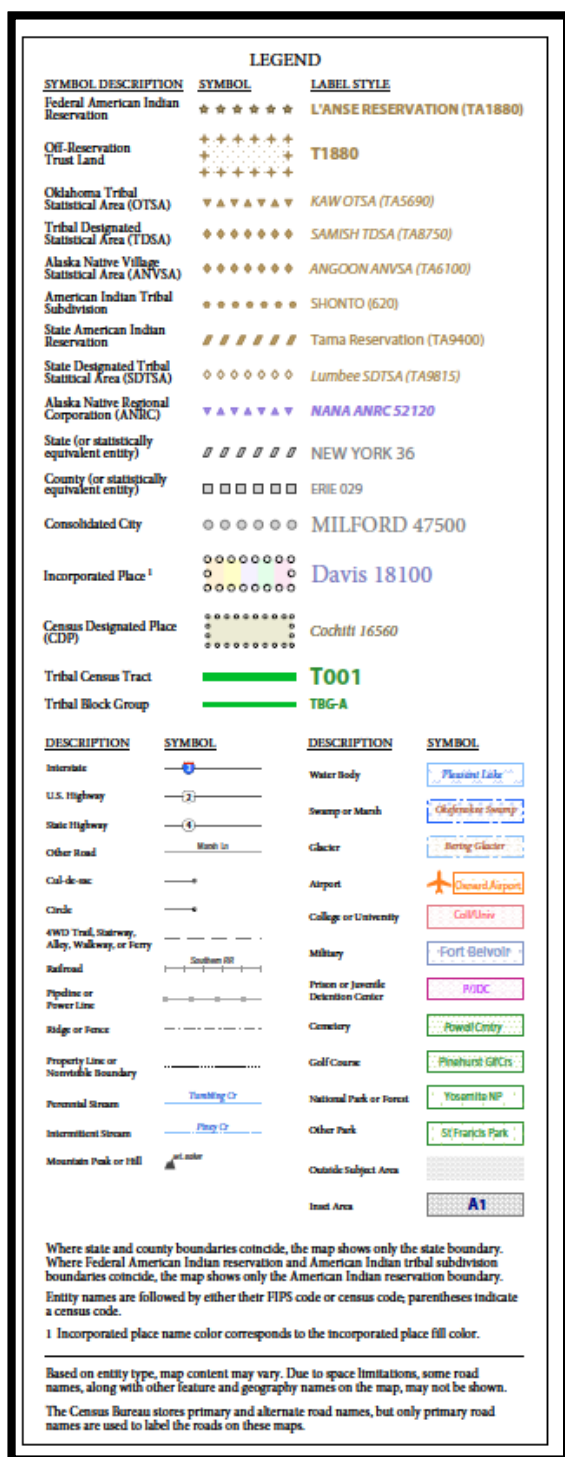 LEGEND
SYMBOL DESCRIPTION SYMBOL LABEL STYLE
Federal American Indian
Reservation
L'ANSE RESERVATION (TA1880)
Off-Reservation
Trust Land
T1880
Oklahoma Tribal
Statistical Area (OTSA)
KAW OTSA (TA5690)
Tribal Designated
Statistical Area (TDSA)
SAMISH TDSA (TA8750)
Alaska Native Village
Statistical Area (ANVSA)
ANGOON ANVSA (TA6100)
American Indian Tribal
Subdivision
SHONTO (620)
State American Indian
Reservation
Tama Reservation (TA9400)
State Designated Tribal
Statitical Area (SDTSA)
Lumbee SDTSA (TA9815)
Alaska Native Regional
Corporation (ANRC)
NANA ANRC 52120
State (or statistically
equivalent entity)
NEW YORK 36
County (or statistically
equivalent entity)
ERIE 029
Consolidated City
MILFORD 47500
Incorporated Place 1
Davis 18100
Census Designated Place
(CDP)
Cochiti 16560
Tribal Census Tract
T001
Tribal Block Group
TBG-A
DESCRIPTION SYMBOL
Interstate
3
U.S. Highway
2
State Highway
4
Other Road
Marsh Ln
Cul-de-sac
Circle
4WD Trail, Stairway,
Alley, Walkway, or Ferry
Railroad
Southern RR
Pipeline or
Power Line
Ridge or Fence
Property Line or
Nonvisible Boundary
Perennial Stream
Tumbling Cr
Intermittent Stream
Piney Cr
Mountain Peak or Hill
DESCRIPTION SYMBOL
Water Body
Pleasant Lake
Swamp or Marsh
Okefenokee Swamp
Glacier
Bering Glacier
Airport
Oxnard Airport
College or University
Coll/Univ
Military
Fort Belvoir
Prison or Juvenile
Detention Center
P/JDC
Cemetery
Powell Cmtry
Golf Course
Pinehurst GlfCrs
National Park or Forest
Yosemite NP
Other Park
St Francis Park
Outside Subject Area
Inset Area
A1
Where state and county boundaries coincide, the map shows only the state boundary.
Where Federal American Indian reservation and American Indian tribal subdivision
boundaries coincide, the map shows only the American Indian reservation boundary.
Entity names are followed by either their FIPS code or census code; parentheses indicate
a census code.
1 Incorporated place name color corresponds to the incorporated place fill color.
Based on entity type, map content may vary. Due to space limitations, some road
names, along with other feature and geography names on the map, may not be shown.
The Census Bureau stores primary and alternate road names, but only primary road
names are used to label the roads on these maps.